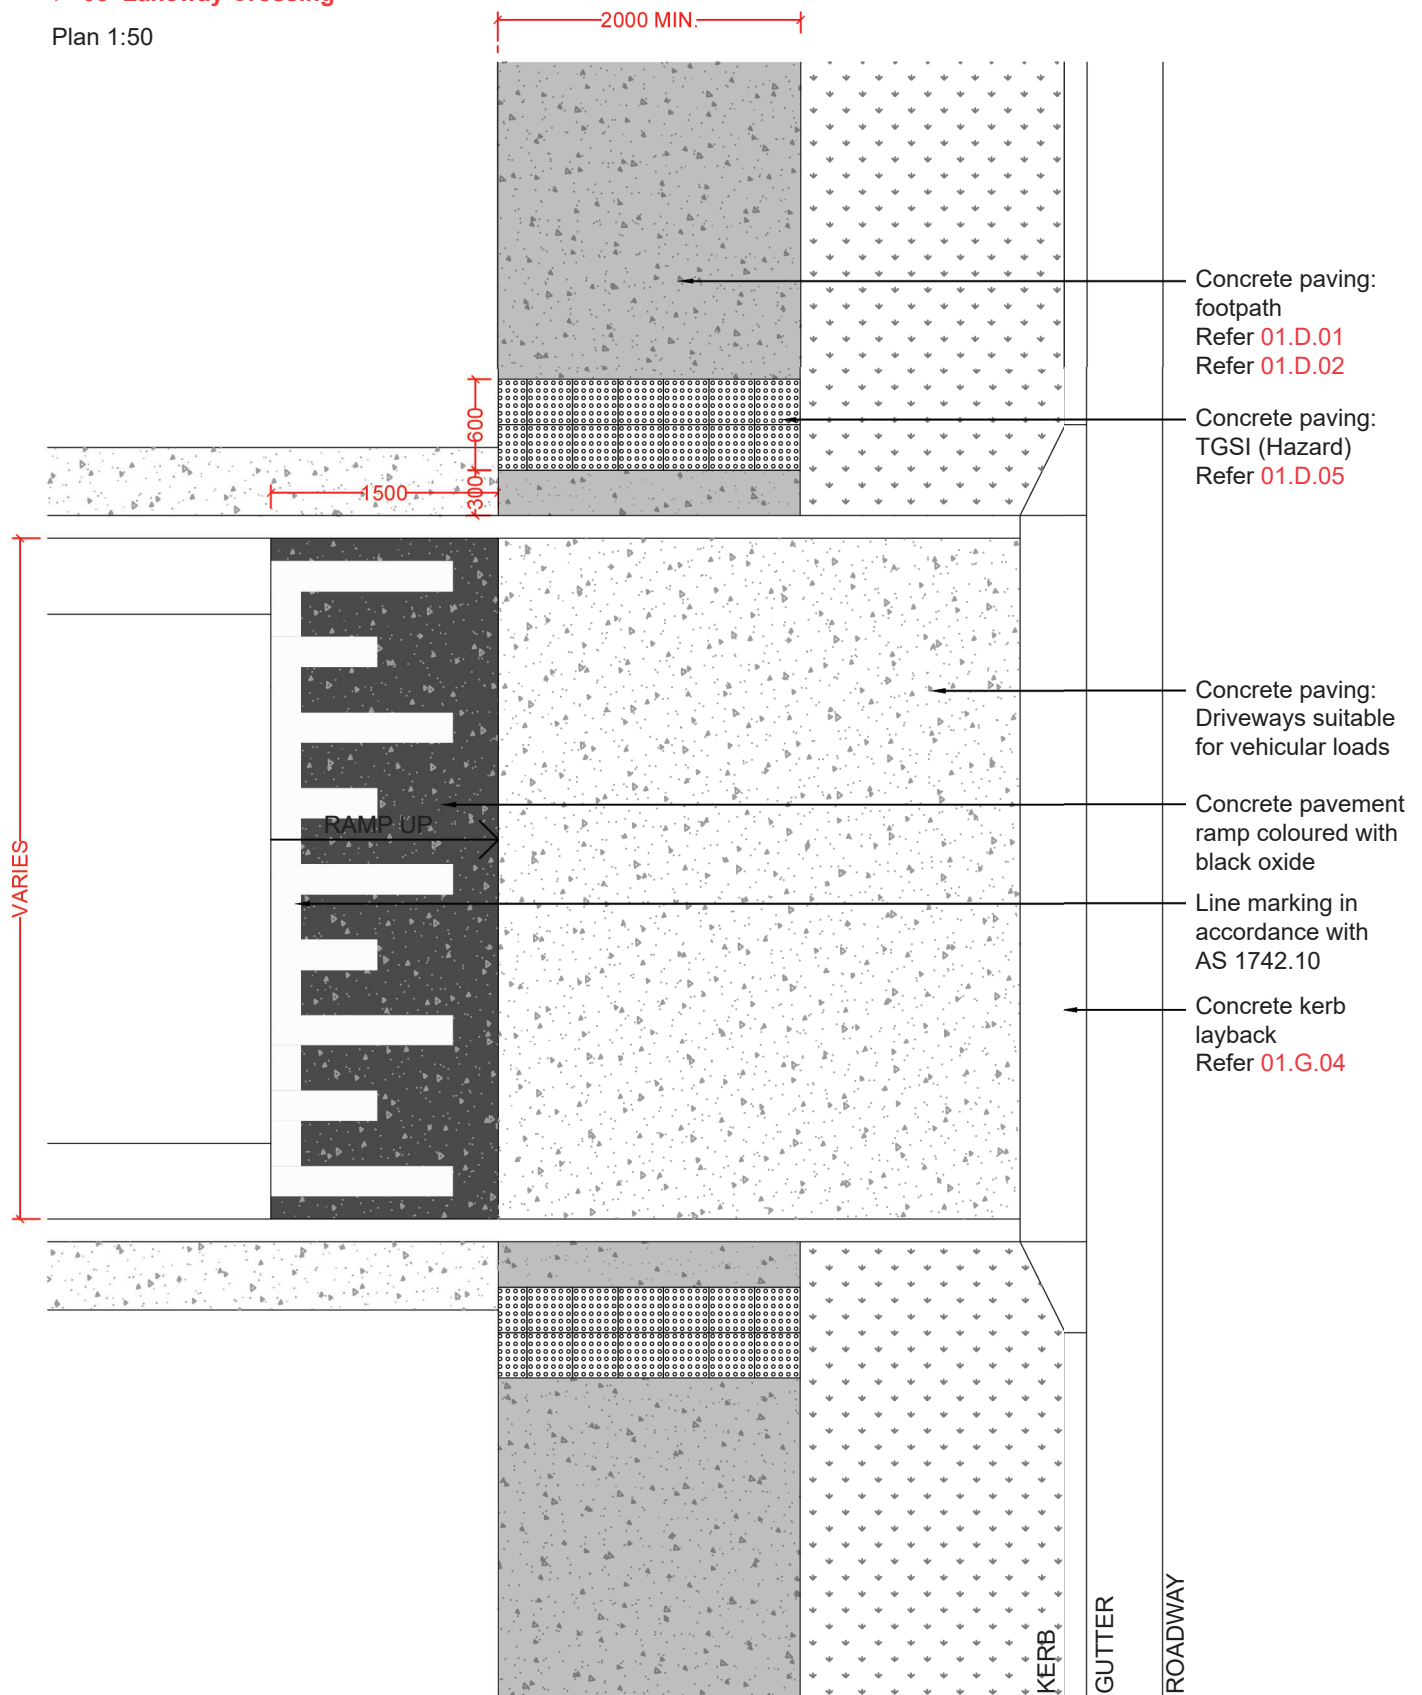 Laneway Crossing
Plan 1:50
2000 MIN.
Concrete paving:
footpath
Refer 01.D.01
Refer 01.D.02
600
Concrete paving:
TGSI (Hazard)
Refer 01.D.05
1500
300
Concrete paving:
Driveways suitable
for vehicular loads
Concrete pavement
ramp coloured with
black oxide
RAMP UP
VARIES
Line marking in
accordance with
AS 1742.10
Concrete kerb
layback
Refer 01.G.04
KERB
GUTTER
ROADWAY